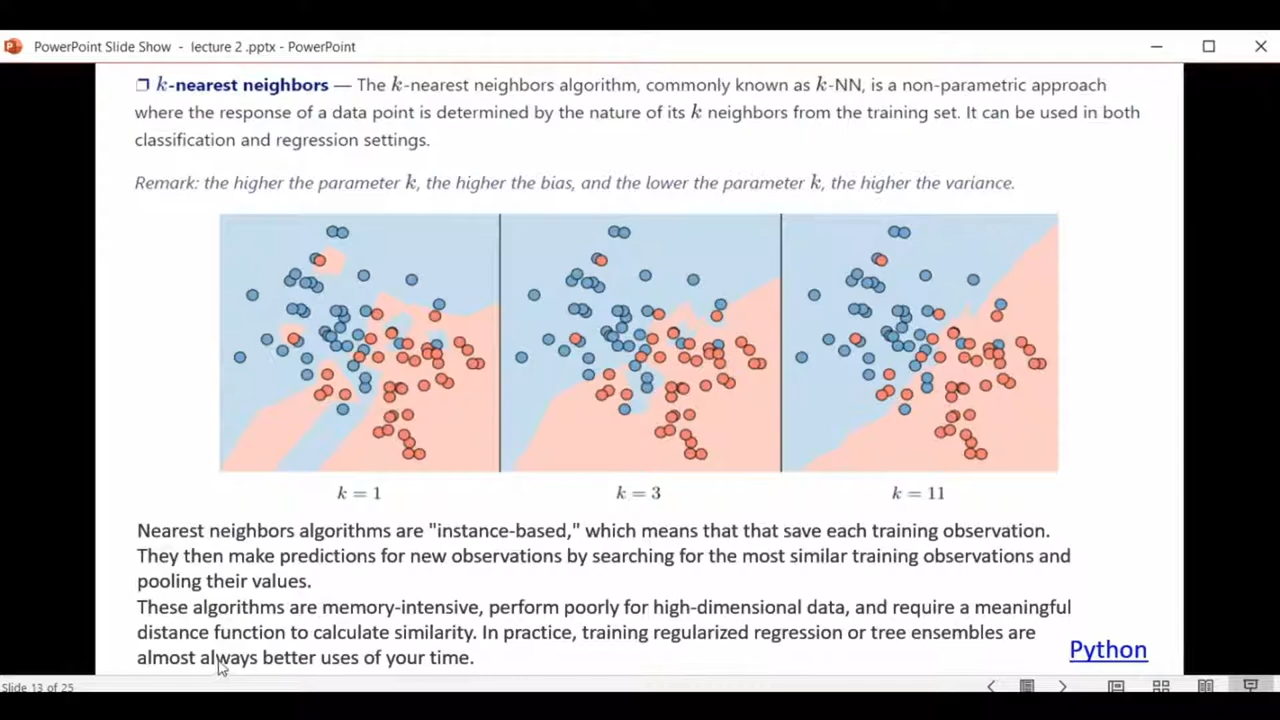 PowerPoint Slide Show - lecture 2 .pptx - PowerPoint
❒ k-nearest neighbors — The k-nearest neighbors algorithm, commonly known as k-NN, is a non-parametric approach
where the response of a data point is determined by the nature of its k neighbors from the training set. It can be used in both
classification and regression settings.
Remark: the higher the parameter k, the higher the bias, and the lower the parameter k, the higher the variance.
k = 1
k = 3
k = 11
Nearest neighbors algorithms are "instance-based," which means that that save each training observation.
They then make predictions for new observations by searching for the most similar training observations and
pooling their values.
These algorithms are memory-intensive, perform poorly for high-dimensional data, and require a meaningful
distance function to calculate similarity. In practice, training regularized regression or tree ensembles are
almost always better uses of your time.
Python
Slide 13 of 25